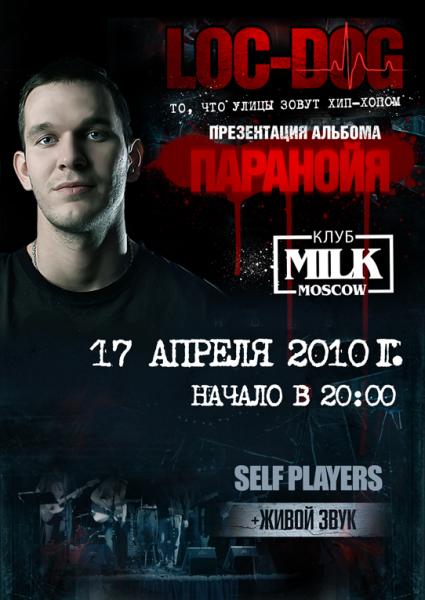 LOC-DOG
ТО, ЧТО УЛИЦЫ ЗОВУТ ХИП-ХОПОМ
ПРЕЗЕНТАЦИЯ АЛЬБОМА
ПАРАНОЙЯ
КЛУБ
MILK
MOSCOW
17 АПРЕЛЯ 2010 Г.
НАЧАЛО В 20:00
SELF PLAYERS
+ЖИВОЙ ЗВУК